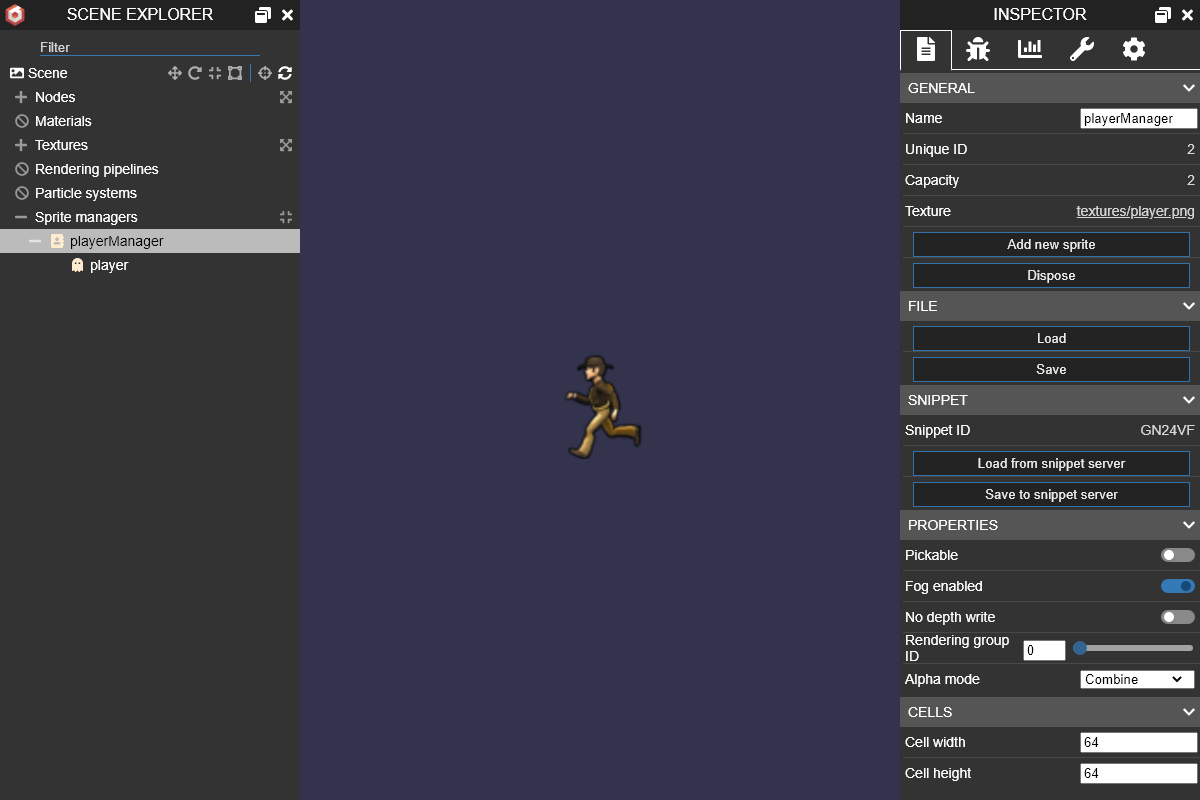 SCENE EXPLORER
Filter
Scene
Nodes
Materials
Textures
Rendering pipelines
Particle systems
Sprite managers
playerManager
player
INSPECTOR
GENERAL
Name playerManager
Unique ID 2
Capacity 2
Texture textures/player.png
Add new sprite
Dispose
FILE
Load
Save
SNIPPET
Snippet ID GN24VF
Load from snippet server
Save to snippet server
PROPERTIES
Pickable
Fog enabled
No depth write
Rendering group
ID 0
Alpha mode Combine
CELLS
Cell width 64
Cell height 64